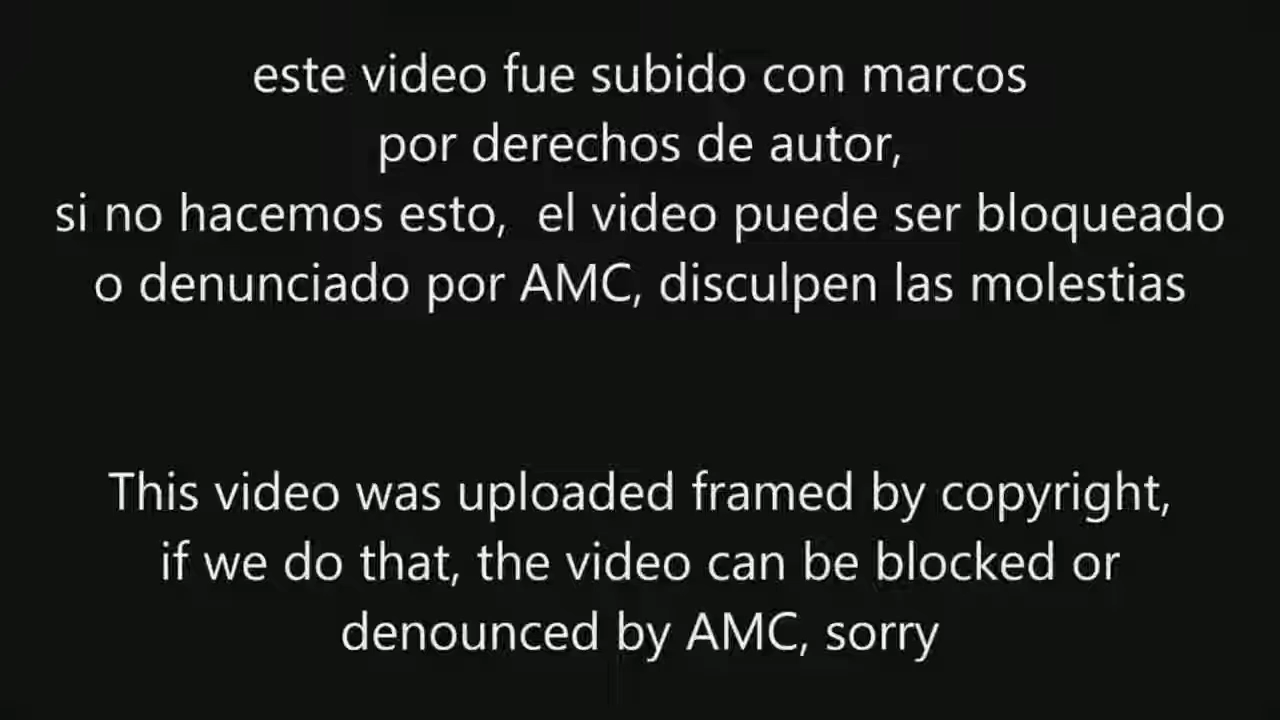 este video fue subido con marcos
por derechos de autor,
si no hacemos esto,  el video puede ser bloqueado
o denunciado por AMC, disculpen las molestias
This video was uploaded framed by copyright,
if we do that, the video can be blocked or
denounced by AMC, sorry